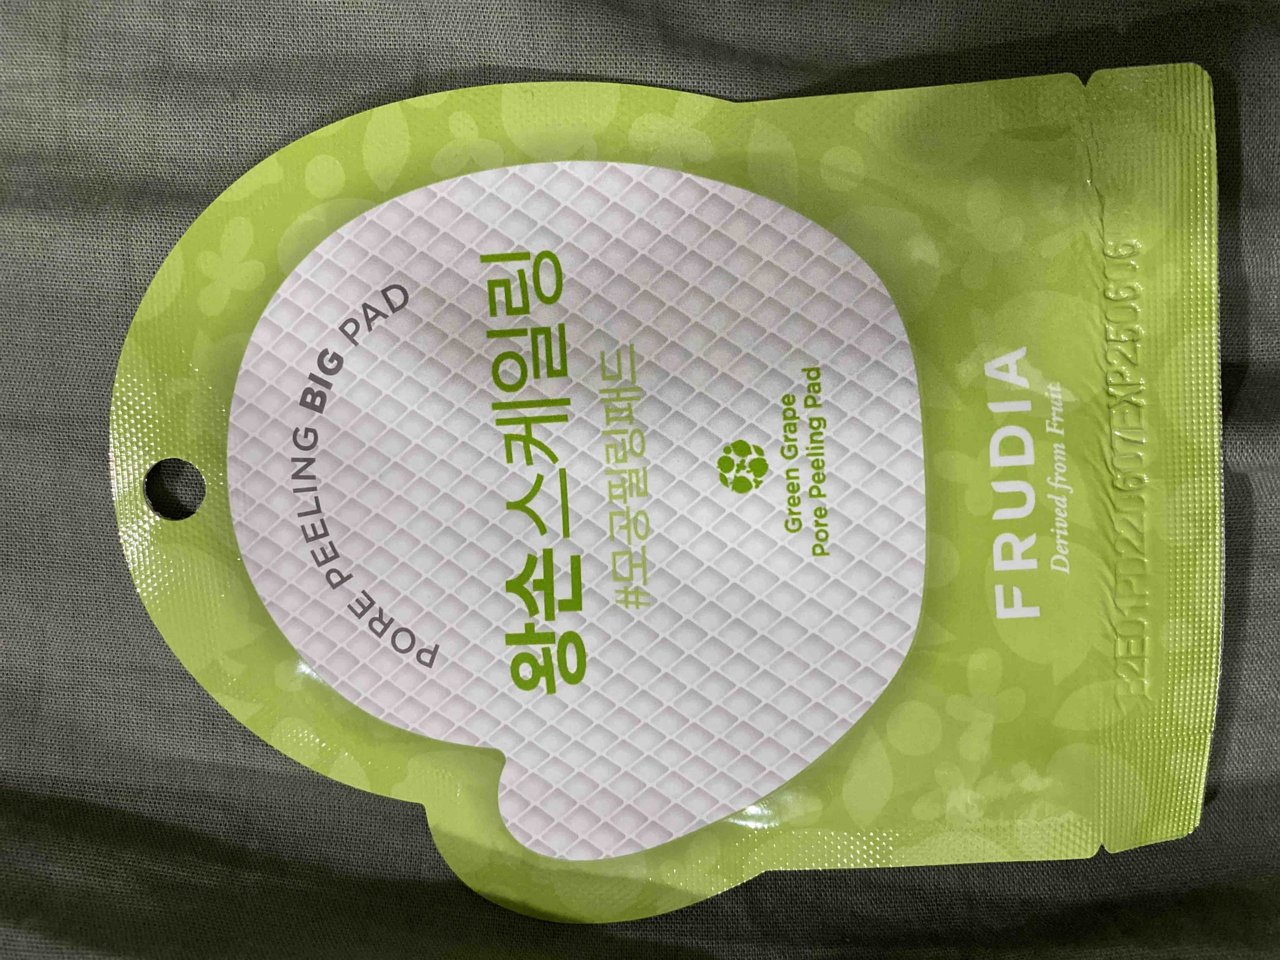 PORE PEELING BIG PAD
왕손스케일링
#모공필링패드
Green Grape
Pore Peeling Pad
FRUDIA
Derived from Fruit
12E01P1220607EXP250606